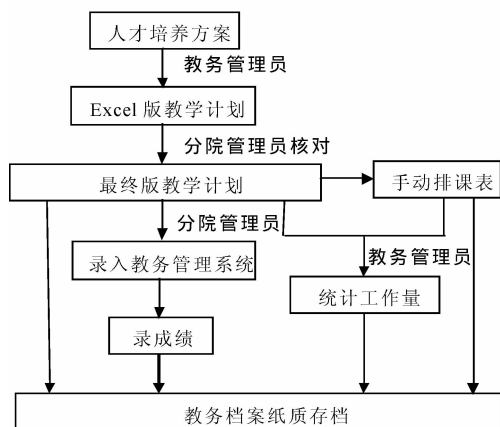 人才培养方案
教务管理员
Excel 版教学计划
分院管理员核对
最终版教学计划
手动排课表
分院管理员
教务管理员
录入教务管理系统
统计工作量
录成绩
教务档案纸质存档